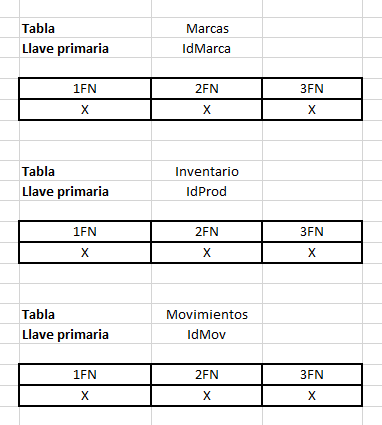 Tabla Marcas
Llave primaria IdMarca
1FN 2FN 3FN
X X X
Tabla Inventario
Llave primaria IdProd
1FN 2FN 3FN
X X X
Tabla Movimientos
Llave primaria IdMov
1FN 2FN 3FN
X X X